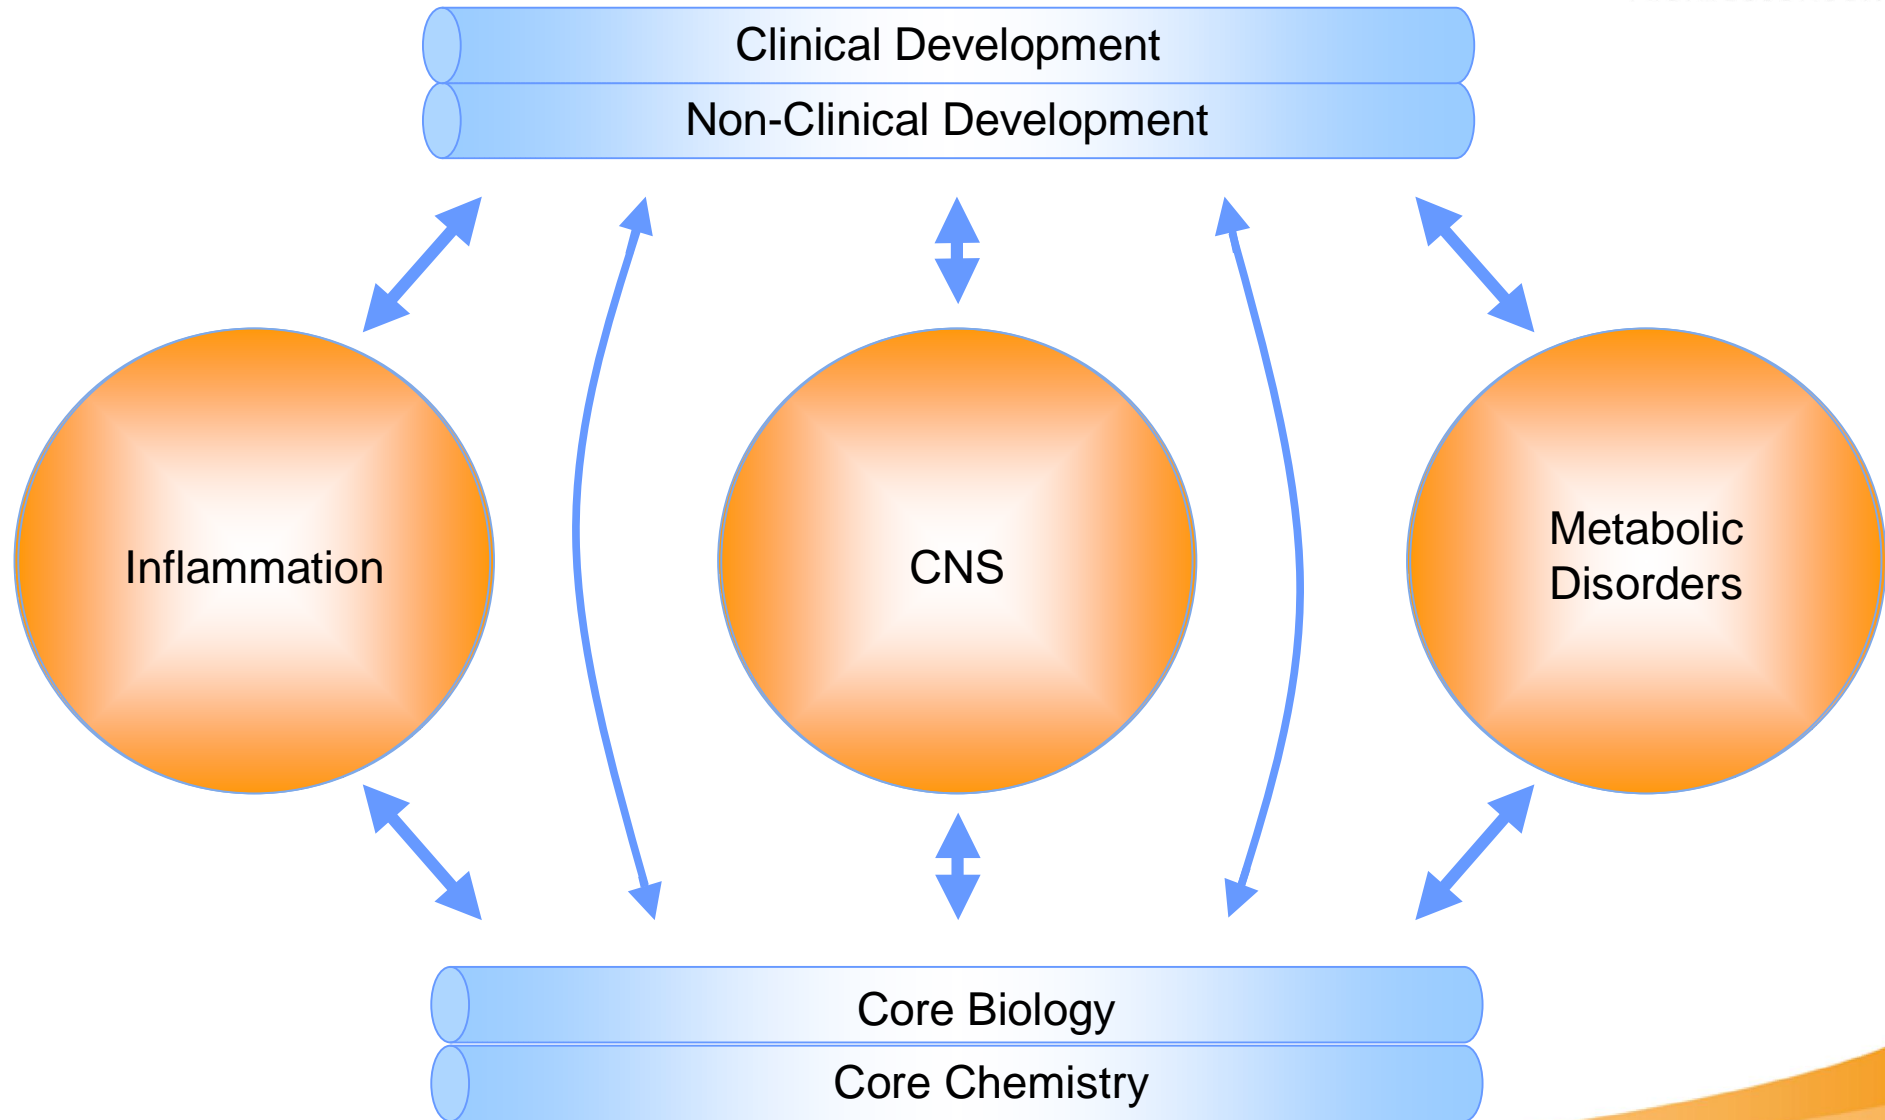 Clinical Development
Non-Clinical Development
Inflammation
CNS
Metabolic
Disorders
Core Biology
Core Chemistry